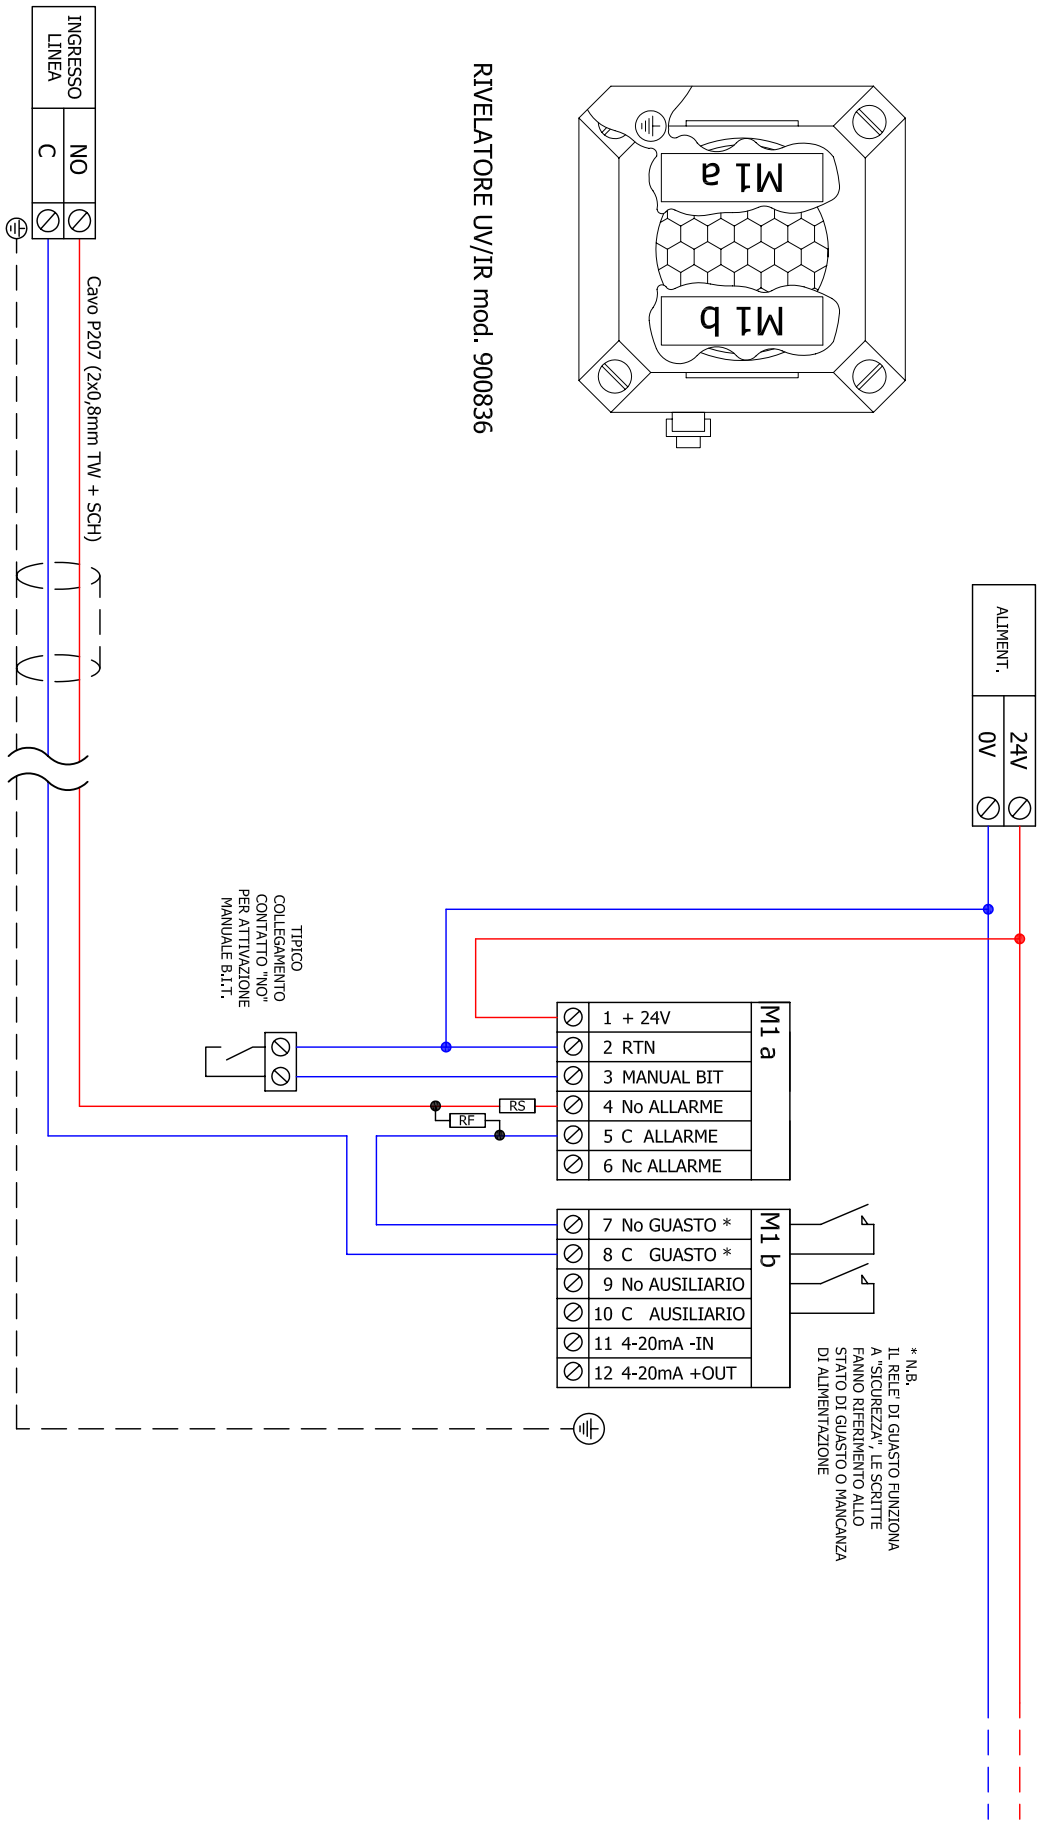 INGRESSO
LINEA
NO
C
Cavo P207 (2x0,8mm TW + SCH)
RIVELATORE UV/IR mod. 900836
M1 a
M1 b
ALIMENT.
24V
0V
TIPICO
COLLEGAMENTO
CONTATTO "NO"
PER ATTIVAZIONE
MANUALE B.I.T.
M1 a
1 + 24V
2 RTN
3 MANUAL BIT
4 No ALLARME
5 C ALLARME
6 Nc ALLARME
RS
RF
M1 b
7 No GUASTO *
8 C GUASTO *
9 No AUSILIARIO
10 C AUSILIARIO
11 4-20mA -IN
12 4-20mA +OUT
* N.B.
IL RELE' DI GUASTO FUNZIONA
A "SICUREZZA", LE SCRITTE
FANNO RIFERIMENTO ALLO
STATO DI GUASTO O MANCANZA
DI ALIMENTAZIONE